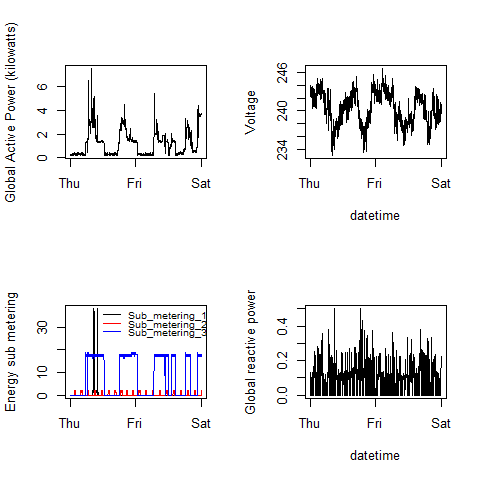 Global Active Power (kilowatts)
0 2 4 6
Thu Fri Sat
Voltage
234 240 246
Thu Fri Sat
datetime
Energy sub metering
0 10 30
Sub_metering_1
Sub_metering_2
Sub_metering_3
Thu Fri Sat
Global reactive power
0.0 0.2 0.4
Thu Fri Sat
datetime